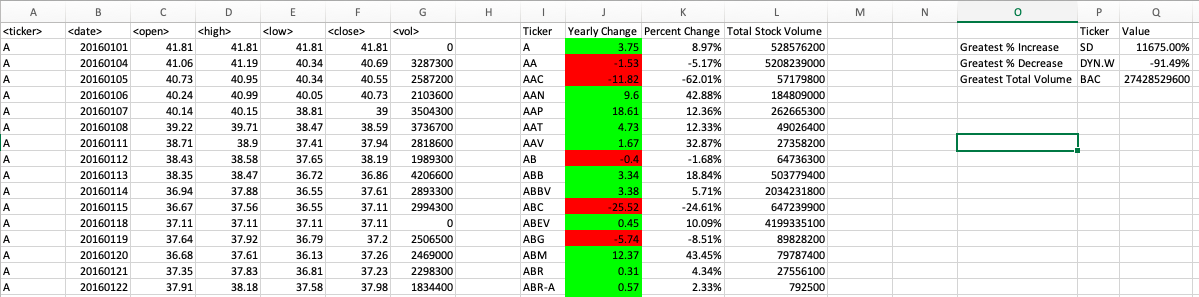 A B C D E F G H I J K L M N O P Q
<ticker> <date> <open> <high> <low> <close> <vol> Ticker Yearly Change Percent Change Total Stock Volume Ticker Value
A 20160101 41.81 41.81 41.81 41.81 0 A 3.75 8.97% 528576200 Greatest % Increase SD 11675.00%
A 20160104 41.06 41.19 40.34 40.69 3287300 AA -1.53 -5.17% 5208239000 Greatest % Decrease DYN.W -91.49%
A 20160105 40.73 40.95 40.34 40.55 2587200 AAC -11.82 -62.01% 57179800 Greatest Total Volume BAC 27428529600
A 20160106 40.24 40.99 40.05 40.73 2103600 AAN 9.6 42.88% 184809000
A 20160107 40.14 40.15 38.81 39 3504300 AAP 18.61 12.36% 262665300
A 20160108 39.22 39.71 38.47 38.59 3736700 AAT 4.73 12.33% 49026400
A 20160111 38.71 38.9 37.41 37.94 2818600 AAV 1.67 32.87% 27358200
A 20160112 38.43 38.58 37.65 38.19 1989300 AB -0.4 -1.68% 64736300
A 20160113 38.35 38.47 36.72 36.86 4206600 ABB 3.34 18.84% 503779400
A 20160114 36.94 37.88 36.55 37.61 2893300 ABBV 3.38 5.71% 2034231800
A 20160115 36.67 37.56 36.55 37.11 2994300 ABC -25.52 -24.61% 647239900
A 20160118 37.11 37.11 37.11 37.11 0 ABEV 0.45 10.09% 4199335100
A 20160119 37.64 37.92 36.79 37.2 2506500 ABG -5.74 -8.51% 89828200
A 20160120 36.68 37.61 36.13 37.26 2469000 ABM 12.37 43.45% 79787400
A 20160121 37.35 37.83 36.81 37.23 2298300 ABR 0.31 4.34% 27556100
A 20160122 37.91 38.18 37.58 37.98 1834400 ABR-A 0.57 2.33% 792500